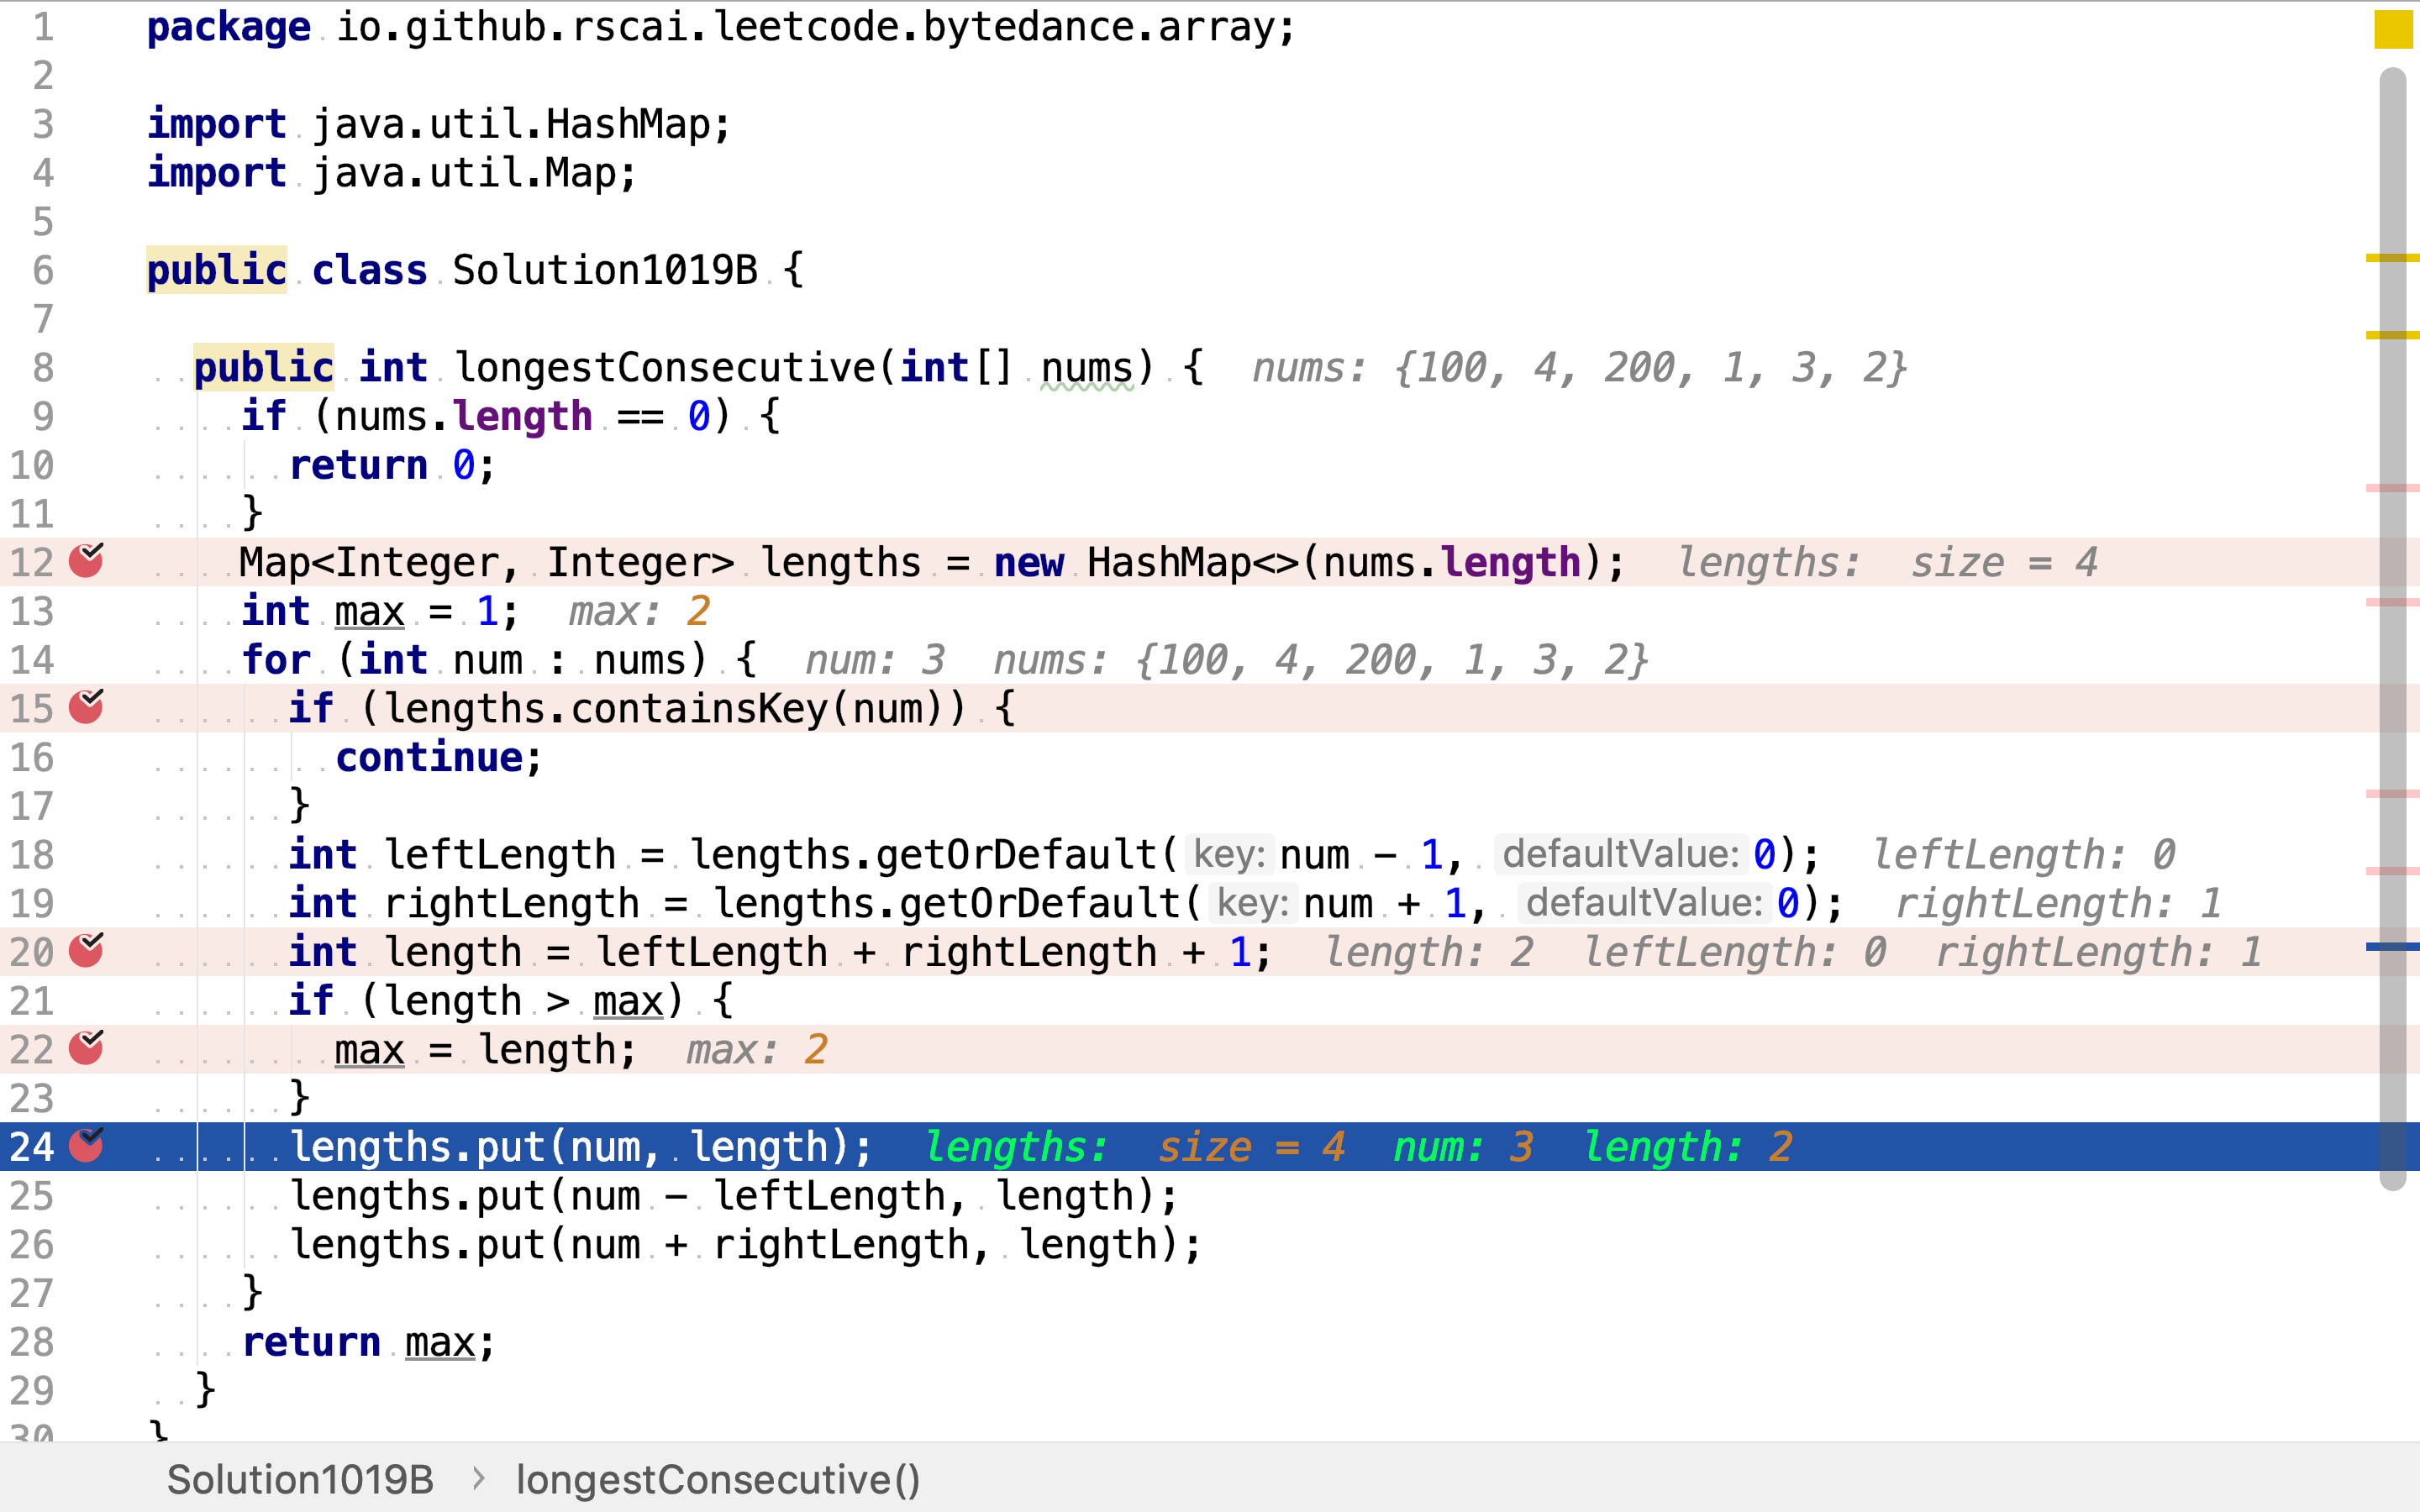 1 package io.github.rscai.leetcode.bytedance.array;
2
3 import java.util.HashMap;
4 import java.util.Map;
5
6 public class Solution1019B {
7
8 public int longestConsecutive(int[] nums) { nums: {100, 4, 200, 1, 3, 2}
9 if (nums.length == 0) {
10 return 0;
11 }
12 Map<Integer, Integer> lengths = new HashMap<>(nums.length); lengths: size = 4
13 int max = 1; max: 2
14 for (int num : nums) { num: 3 nums: {100, 4, 200, 1, 3, 2}
15 if (lengths.containsKey(num)) {
16 continue;
17 }
18 int leftLength = lengths.getOrDefault( key: num - 1, defaultValue: 0); leftLength: 0
19 int rightLength = lengths.getOrDefault( key: num + 1, defaultValue: 0); rightLength: 1
20 int length = leftLength + rightLength + 1; length: 2 leftLength: 0 rightLength: 1
21 if (length > max) {
22 max = length; max: 2
23 }
24 lengths.put(num, length); lengths: size = 4 num: 3 length: 2
25 lengths.put(num - leftLength, length);
26 lengths.put(num + rightLength, length);
27 }
28 return max;
29 }
30 }
Solution1019B > longestConsecutive()